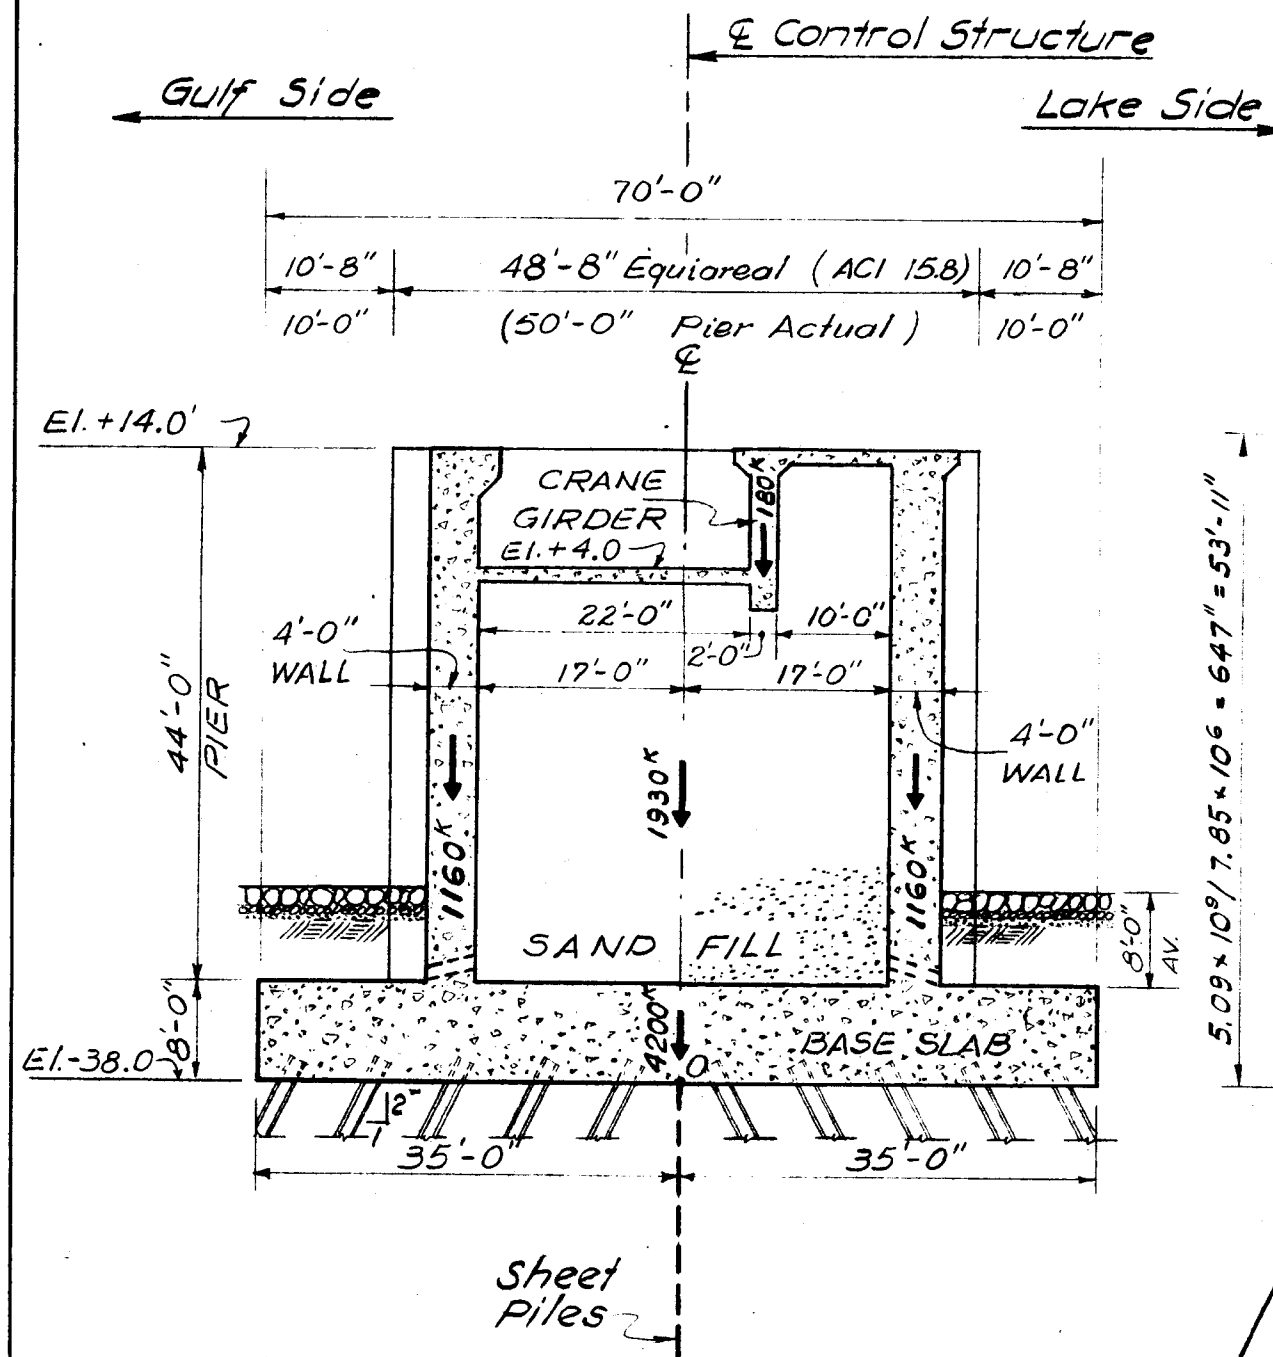 ℄ Control Structure
Gulf Side
Lake Side
70'-0"
10'-8" 48'-8" Equiareal (ACI 15.8) 10'-8"
10'-0" (50'-0" Pier Actual) 10'-0"
℄
El. +14.0'
CRANE
GIRDER
180ᴷ
El. +4.0
22'-0" 2'-0" 10'-0"
4'-0"
WALL
17'-0" 17'-0"
4'-0"
WALL
44'-0"
PIER
1930ᴷ
1160ᴷ
1160ᴷ
5.09 × 10⁹ / 7.85 × 10⁶ = 647" = 53'-11"
SAND FILL
8'-0"
AV.
8'-0"
4200ᴷ
BASE SLAB
El. -38.0
O
2
1
35'-0" 35'-0"
Sheet
Piles